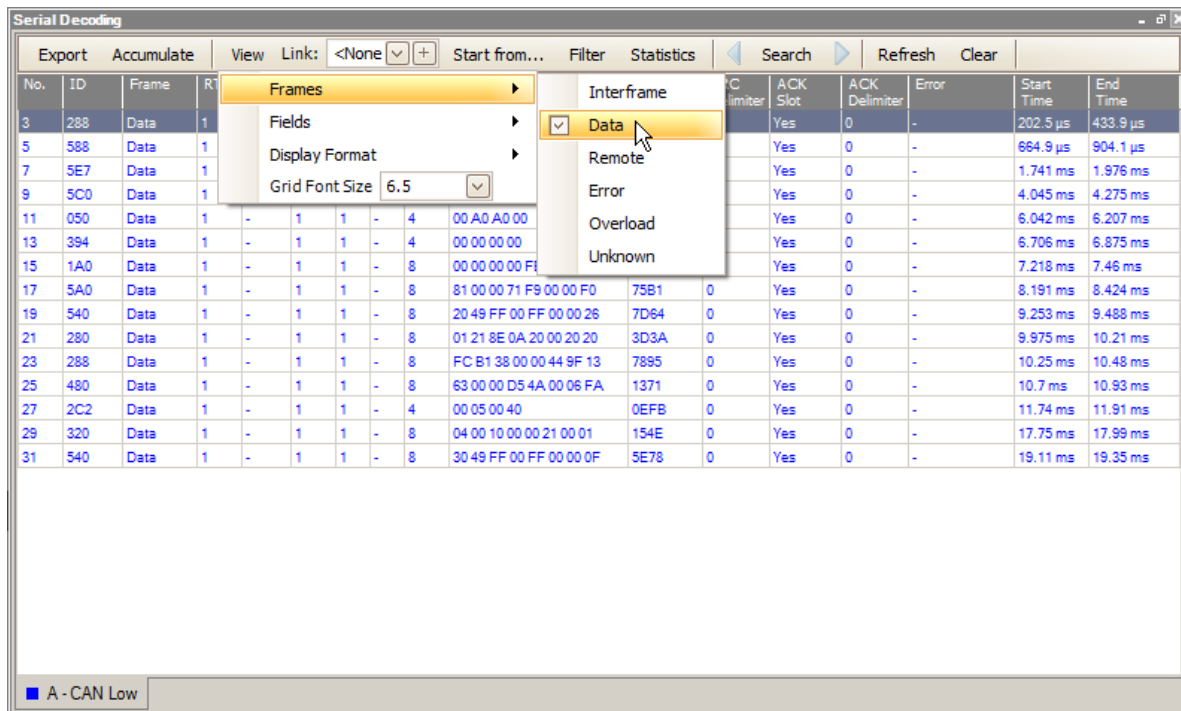 Serial Decoding
Export Accumulate View Link: <None + Start from... Filter Statistics Search Refresh Clear
No. ID Frame ACK Slot ACK Delimiter Error Start Time End Time
Frames
Fields
Display Format
Grid Font Size 6.5
Interframe
Data
Remote
Error
Overload
Unknown
3 288 Data 1 Yes 0 - 202.5 µs 433.9 µs
5 588 Data 1 Yes 0 - 664.9 µs 904.1 µs
7 5E7 Data 1 Yes 0 - 1.741 ms 1.976 ms
9 5C0 Data 1 Yes 0 - 4.045 ms 4.275 ms
11 050 Data 1 - 1 1 - 4 00 A0 A0 00 Yes 0 - 6.042 ms 6.207 ms
13 394 Data 1 - 1 1 - 4 00 00 00 00 Yes 0 - 6.706 ms 6.875 ms
15 1A0 Data 1 - 1 1 - 8 00 00 00 00 Yes 0 - 7.218 ms 7.46 ms
17 5A0 Data 1 - 1 1 - 8 81 00 00 71 F9 00 00 F0 75B1 0 Yes 0 - 8.191 ms 8.424 ms
19 540 Data 1 - 1 1 - 8 20 49 FF 00 FF 00 00 26 7D64 0 Yes 0 - 9.253 ms 9.488 ms
21 280 Data 1 - 1 1 - 8 01 21 8E 0A 20 00 20 20 3D3A 0 Yes 0 - 9.975 ms 10.21 ms
23 288 Data 1 - 1 1 - 8 FC B1 38 00 00 44 9F 13 7895 0 Yes 0 - 10.25 ms 10.48 ms
25 480 Data 1 - 1 1 - 8 63 00 00 D5 4A 00 06 FA 1371 0 Yes 0 - 10.7 ms 10.93 ms
27 2C2 Data 1 - 1 1 - 4 00 05 00 40 0EFB 0 Yes 0 - 11.74 ms 11.91 ms
29 320 Data 1 - 1 1 - 8 04 00 10 00 00 21 00 01 154E 0 Yes 0 - 17.75 ms 17.99 ms
31 540 Data 1 - 1 1 - 8 30 49 FF 00 FF 00 00 0F 5E78 0 Yes 0 - 19.11 ms 19.35 ms
A - CAN Low